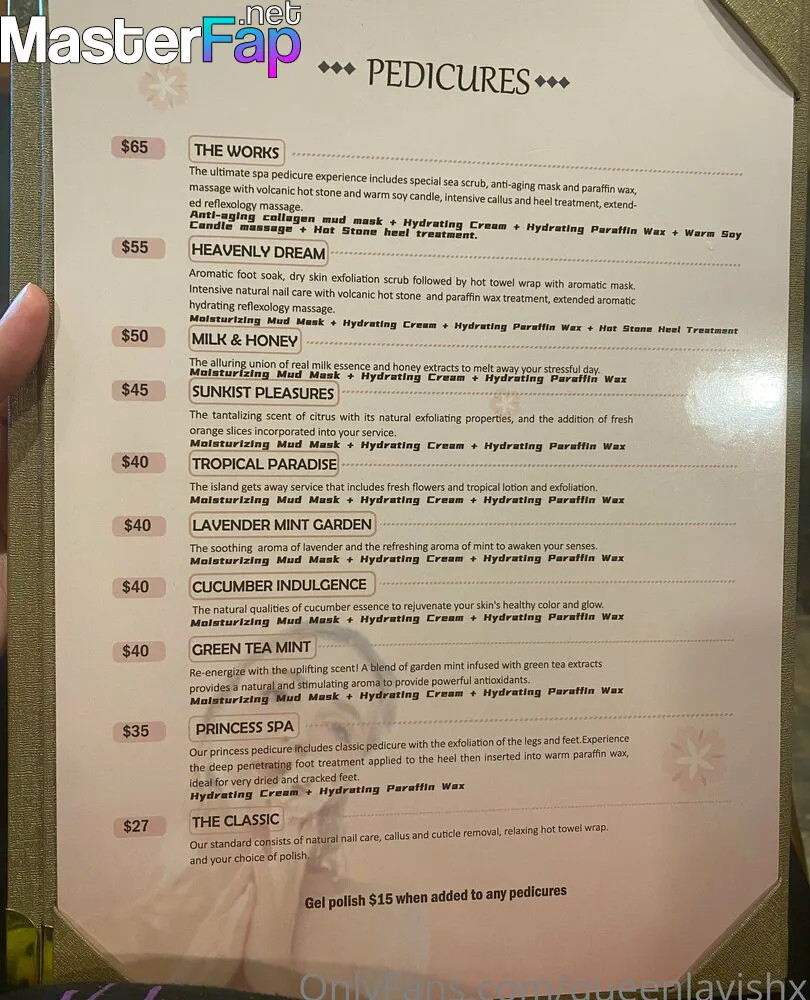 MasterFap.net
PEDICURES
$65 THE WORKS
The ultimate spa pedicure experience includes special sea scrub, anti-aging mask and paraffin wax,
massage with volcanic hot stone and warm soy candle, intensive callus and heel treatment, extend-
ed reflexology massage.
Anti-aging collagen mud mask + Hydrating Cream + Hydrating Paraffin Wax + Warm Soy
Candle massage + Hot Stone heel treatment.
$55 HEAVENLY DREAM
Aromatic foot soak, dry skin exfoliation scrub followed by hot towel wrap with aromatic mask.
Intensive natural nail care with volcanic hot stone and paraffin wax treatment, extended aromatic
hydrating reflexology massage.
Moisturizing Mud Mask + Hydrating Cream + Hydrating Paraffin Wax + Hot Stone Heel Treatment
$50 MILK & HONEY
The alluring union of real milk essence and honey extracts to melt away your stressful day.
Moisturizing Mud Mask + Hydrating Cream + Hydrating Paraffin Wax
$45 SUNKIST PLEASURES
The tantalizing scent of citrus with its natural exfoliating properties, and the addition of fresh
orange slices incorporated into your service.
Moisturizing Mud Mask + Hydrating Cream + Hydrating Paraffin Wax
$40 TROPICAL PARADISE
The island gets away service that includes fresh flowers and tropical lotion and exfoliation.
Moisturizing Mud Mask + Hydrating Cream + Hydrating Paraffin Wax
$40 LAVENDER MINT GARDEN
The soothing aroma of lavender and the refreshing aroma of mint to awaken your senses.
Moisturizing Mud Mask + Hydrating Cream + Hydrating Paraffin Wax
$40 CUCUMBER INDULGENCE
The natural qualities of cucumber essence to rejuvenate your skin's healthy color and glow.
Moisturizing Mud Mask + Hydrating Cream + Hydrating Paraffin Wax
$40 GREEN TEA MINT
Re-energize with the uplifting scent! A blend of garden mint infused with green tea extracts
provides a natural and stimulating aroma to provide powerful antioxidants.
Moisturizing Mud Mask + Hydrating Cream + Hydrating Paraffin Wax
$35 PRINCESS SPA
Our princess pedicure includes classic pedicure with the exfoliation of the legs and feet.Experience
the deep penetrating foot treatment applied to the heel then inserted into warm paraffin wax,
ideal for very dried and cracked feet.
Hydrating Cream + Hydrating Paraffin Wax
$27 THE CLASSIC
Our standard consists of natural nail care, callus and cuticle removal, relaxing hot towel wrap.
and your choice of polish.
Gel polish $15 when added to any pedicures
OnlyFans.com/queenlavishx